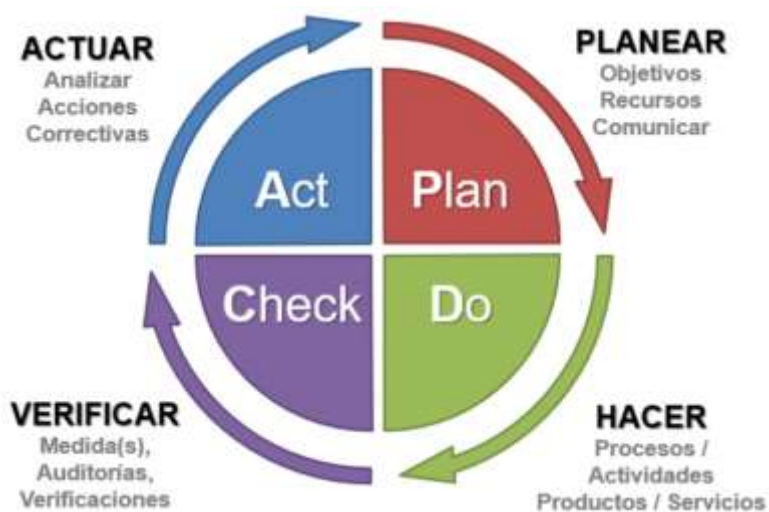 ACTUAR
Analizar
Acciones
Correctivas
PLANEAR
Objetivos
Recursos
Comunicar
Act
Plan
Check
Do
VERIFICAR
Medida(s),
Auditorías,
Verificaciones
HACER
Procesos /
Actividades
Productos / Servicios